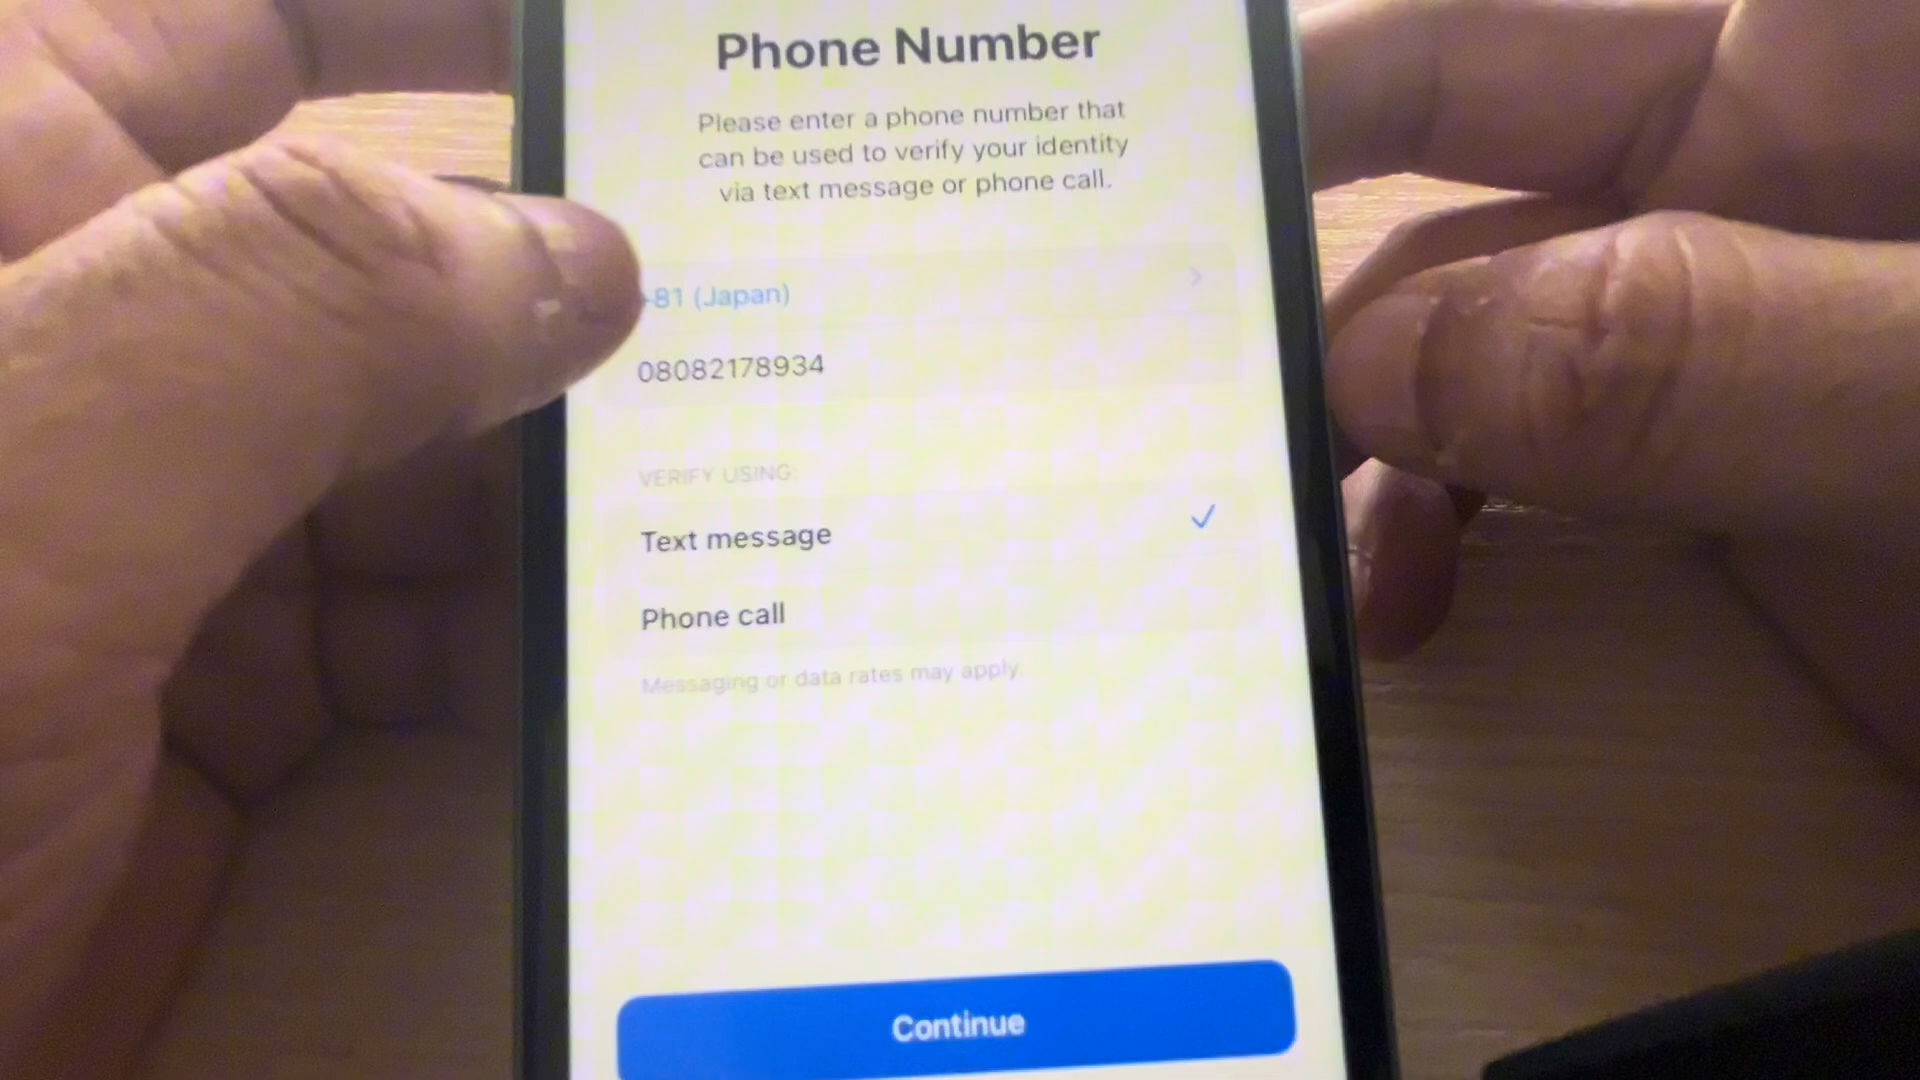 Phone Number
Please enter a phone number that
can be used to verify your identity
via text message or phone call.
+81 (Japan)
08082178934
VERIFY USING:
Text message
Phone call
Messaging or data rates may apply.
Continue